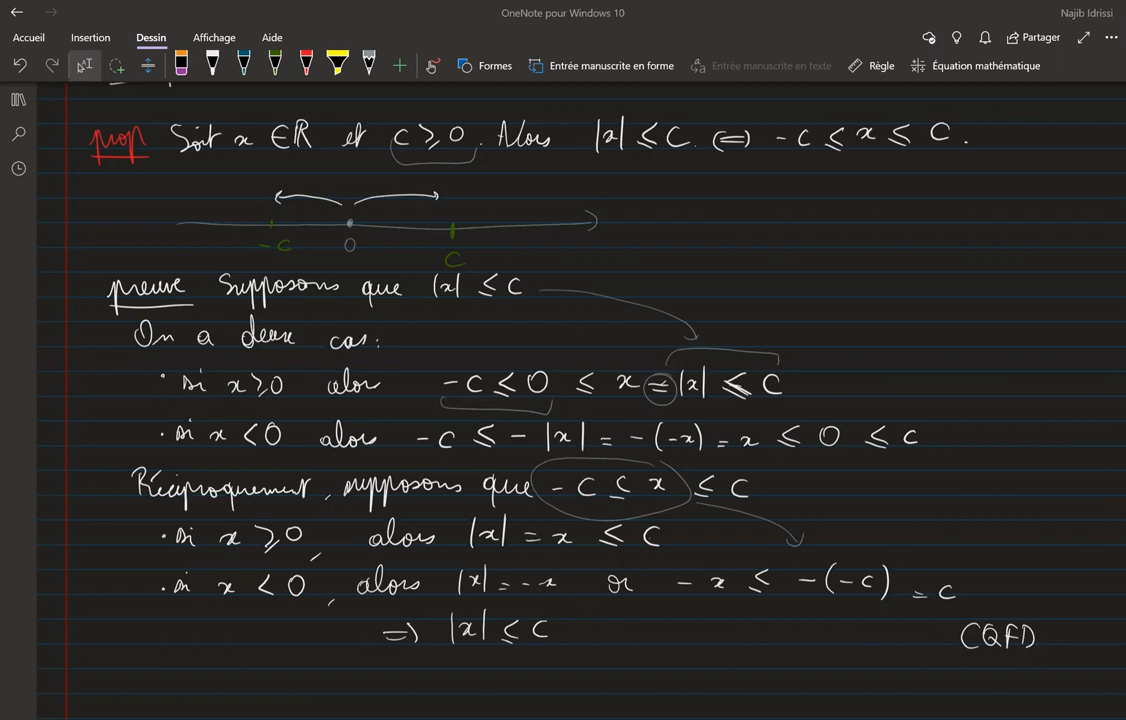 OneNote pour Windows 10
Najib Idrissi
Accueil Insertion Dessin Affichage Aide
Partager
Formes Entrée manuscrite en forme Entrée manuscrite en texte Règle Équation mathématique
prop Soit x ∈ ℝ et c ⩾ 0. Alors |x| ≤ C. ⟺ -c ≤ x ≤ C.
-C 0 C
preuve Supposons que |x| ≤ C
On a deux cas:
· si x ⩾ 0 alors -c ≤ 0 ≤ x = |x| ≤ C
· si x < 0 alors -c ≤ -|x| = -(-x) = x ≤ 0 ≤ c
Réciproquement, supposons que -c ≤ x ≤ C
· si x ⩾ 0, alors |x| = x ≤ C
· si x < 0, alors |x| = -x or -x ≤ -(-c) = c
⟹ |x| ≤ C
CQFD